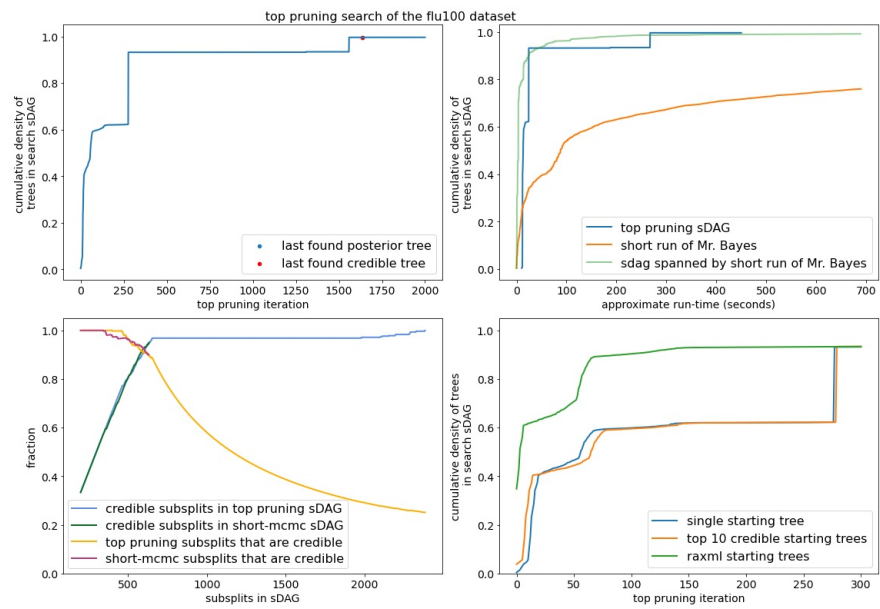 top pruning search of the flu100 dataset
cumulative density of
trees in search sDAG
1.0
0.8
0.6
0.4
0.2
0.0
0
250
500
750
1000
1250
1500
1750
2000
top pruning iteration
last found posterior tree
last found credible tree
cumulative density of
trees in search sDAG
1.0
0.8
0.6
0.4
0.2
0.0
0
100
200
300
400
500
600
700
approximate run-time (seconds)
top pruning sDAG
short run of Mr. Bayes
sdag spanned by short run of Mr. Bayes
fraction
1.0
0.8
0.6
0.4
0.2
0.0
500
1000
1500
2000
subsplits in sDAG
credible subsplits in top pruning sDAG
credible subsplits in short-mcmc sDAG
top pruning subsplits that are credible
short-mcmc subsplits that are credible
cumulative density of trees
in search sDAG
1.0
0.8
0.6
0.4
0.2
0.0
0
50
100
150
200
250
300
top pruning iteration
single starting tree
top 10 credible starting trees
raxml starting trees